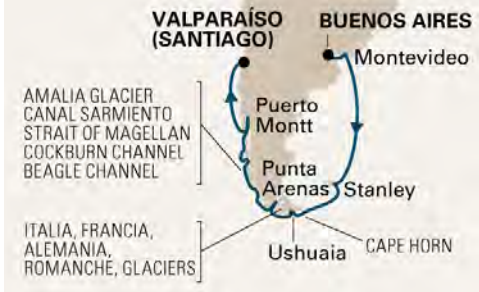 VALPARAÍSO
(SANTIAGO)
BUENOS AIRES
Montevideo
AMALIA GLACIER
CANAL SARMIENTO
STRAIT OF MAGELLAN
COCKBURN CHANNEL
BEAGLE CHANNEL
Puerto
Montt
Punta
Arenas
Stanley
ITALIA, FRANCIA,
ALEMANIA,
ROMANCHE, GLACIERS
Ushuaia
CAPE HORN